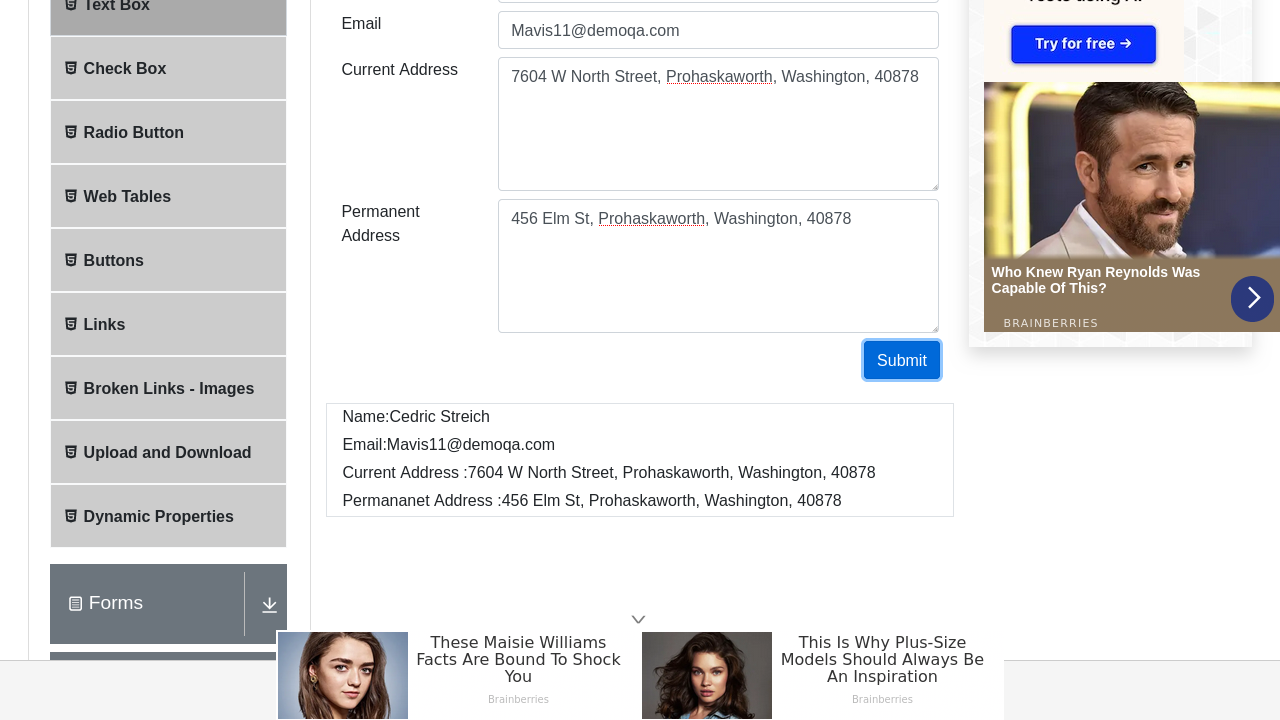 Text Box
Check Box
Radio Button
Web Tables
Buttons
Links
Broken Links - Images
Upload and Download
Dynamic Properties
Forms
Email
Mavis11@demoqa.com
Current Address
7604 W North Street, Prohaskaworth, Washington, 40878
Permanent
Address
456 Elm St, Prohaskaworth, Washington, 40878
Submit
Name:Cedric Streich
Email:Mavis11@demoqa.com
Current Address :7604 W North Street, Prohaskaworth, Washington, 40878
Permananet Address :456 Elm St, Prohaskaworth, Washington, 40878
Try for free →
Who Knew Ryan Reynolds Was
Capable Of This?
BRAINBERRIES
These Maisie Williams
Facts Are Bound To Shock
You
Brainberries
This Is Why Plus-Size
Models Should Always Be
An Inspiration
Brainberries